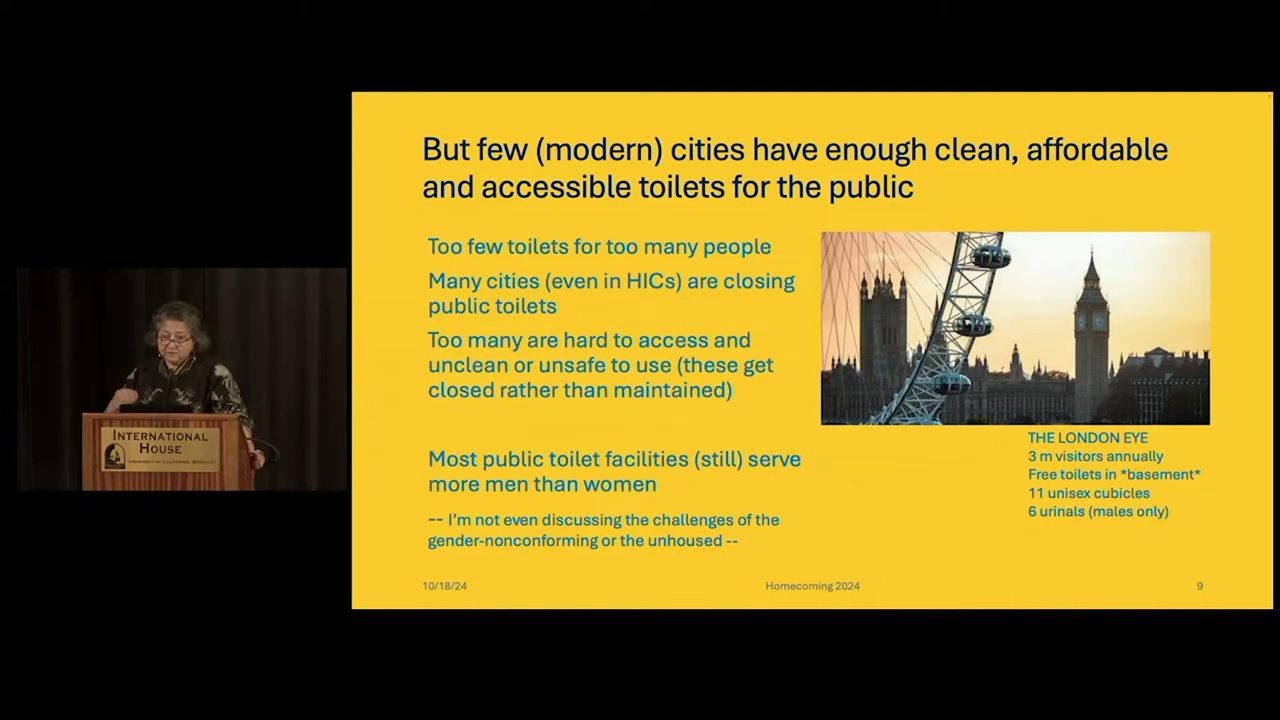 But few (modern) cities have enough clean, affordable
and accessible toilets for the public
Too few toilets for too many people
Many cities (even in HICs) are closing
public toilets
Too many are hard to access and
unclean or unsafe to use (these get
closed rather than maintained)
Most public toilet facilities (still) serve
more men than women
-- I’m not even discussing the challenges of the
gender-nonconforming or the unhoused --
THE LONDON EYE
3 m visitors annually
Free toilets in *basement*
11 unisex cubicles
6 urinals (males only)
10/18/24
Homecoming 2024
9
INTERNATIONAL
HOUSE
UNIVERSITY OF CALIFORNIA, BERKELEY